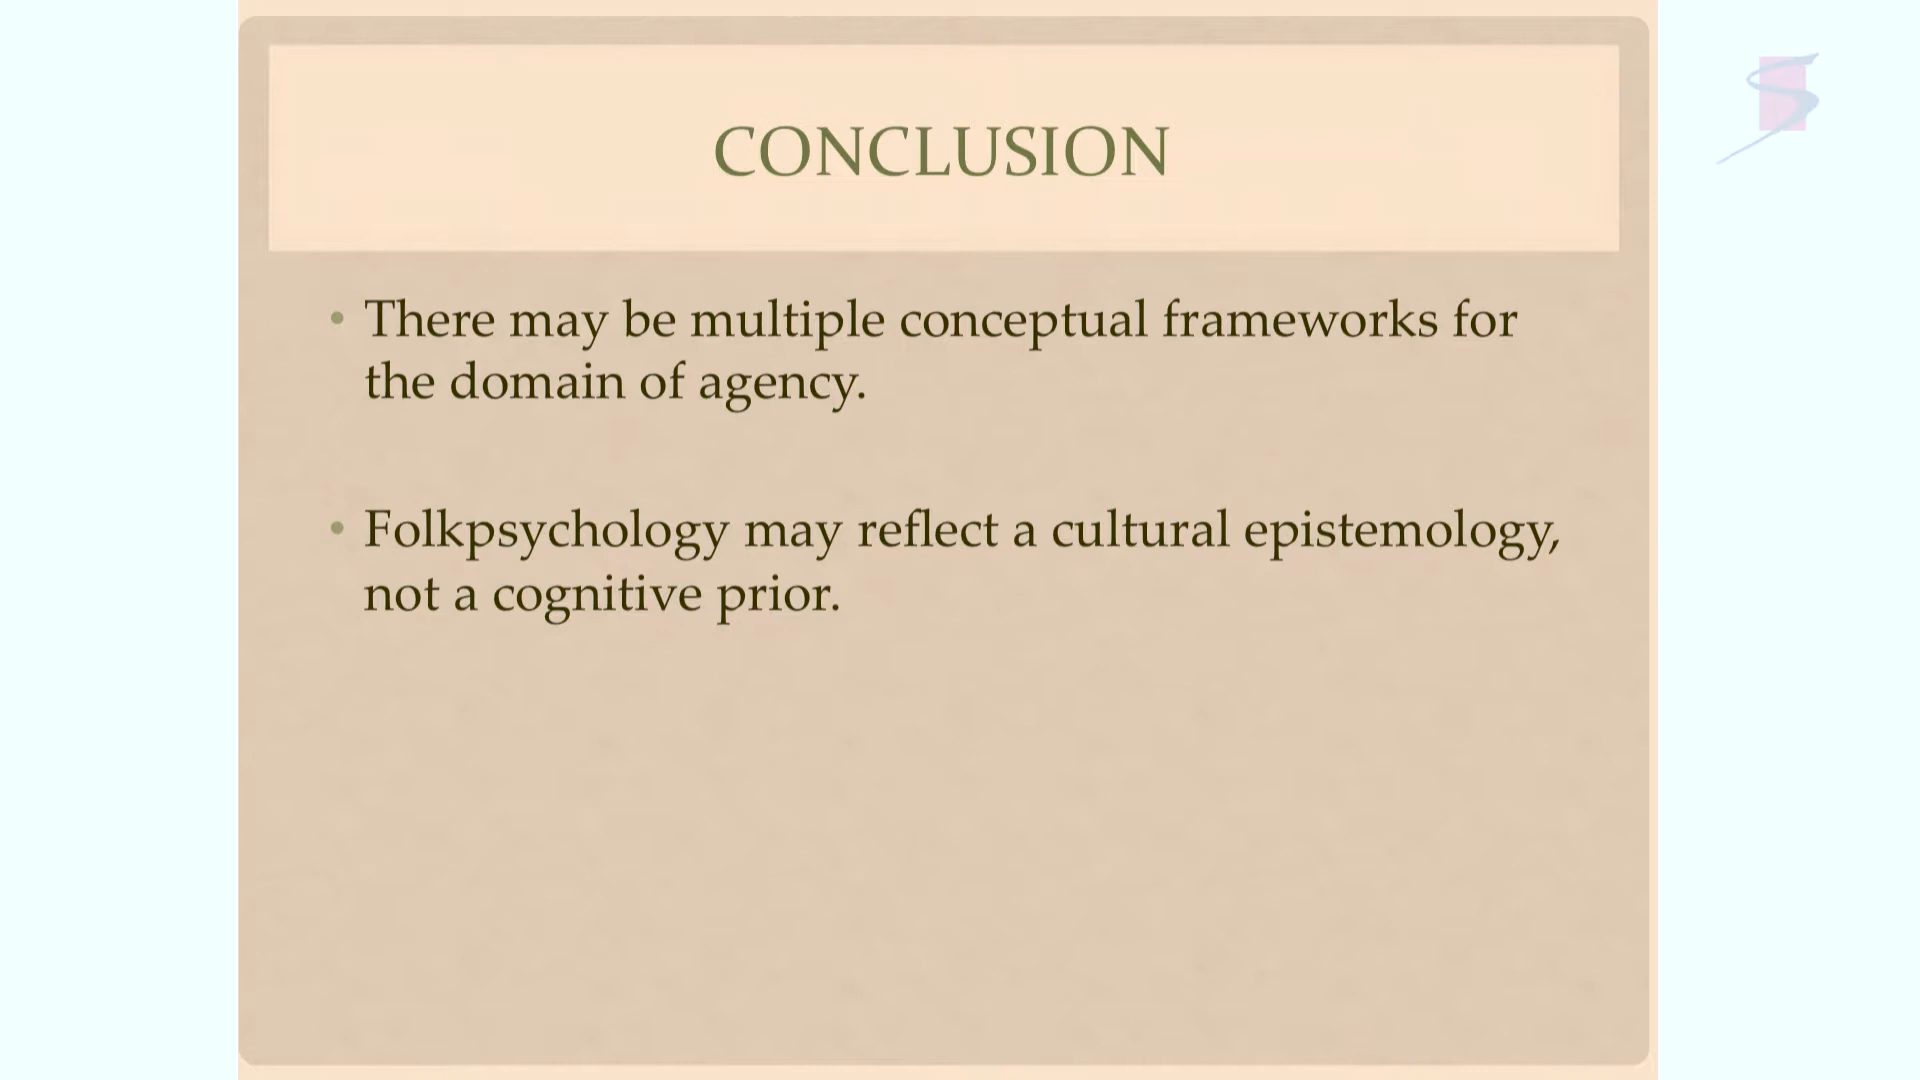 CONCLUSION
• There may be multiple conceptual frameworks for
the domain of agency.
• Folkpsychology may reflect a cultural epistemology,
not a cognitive prior.